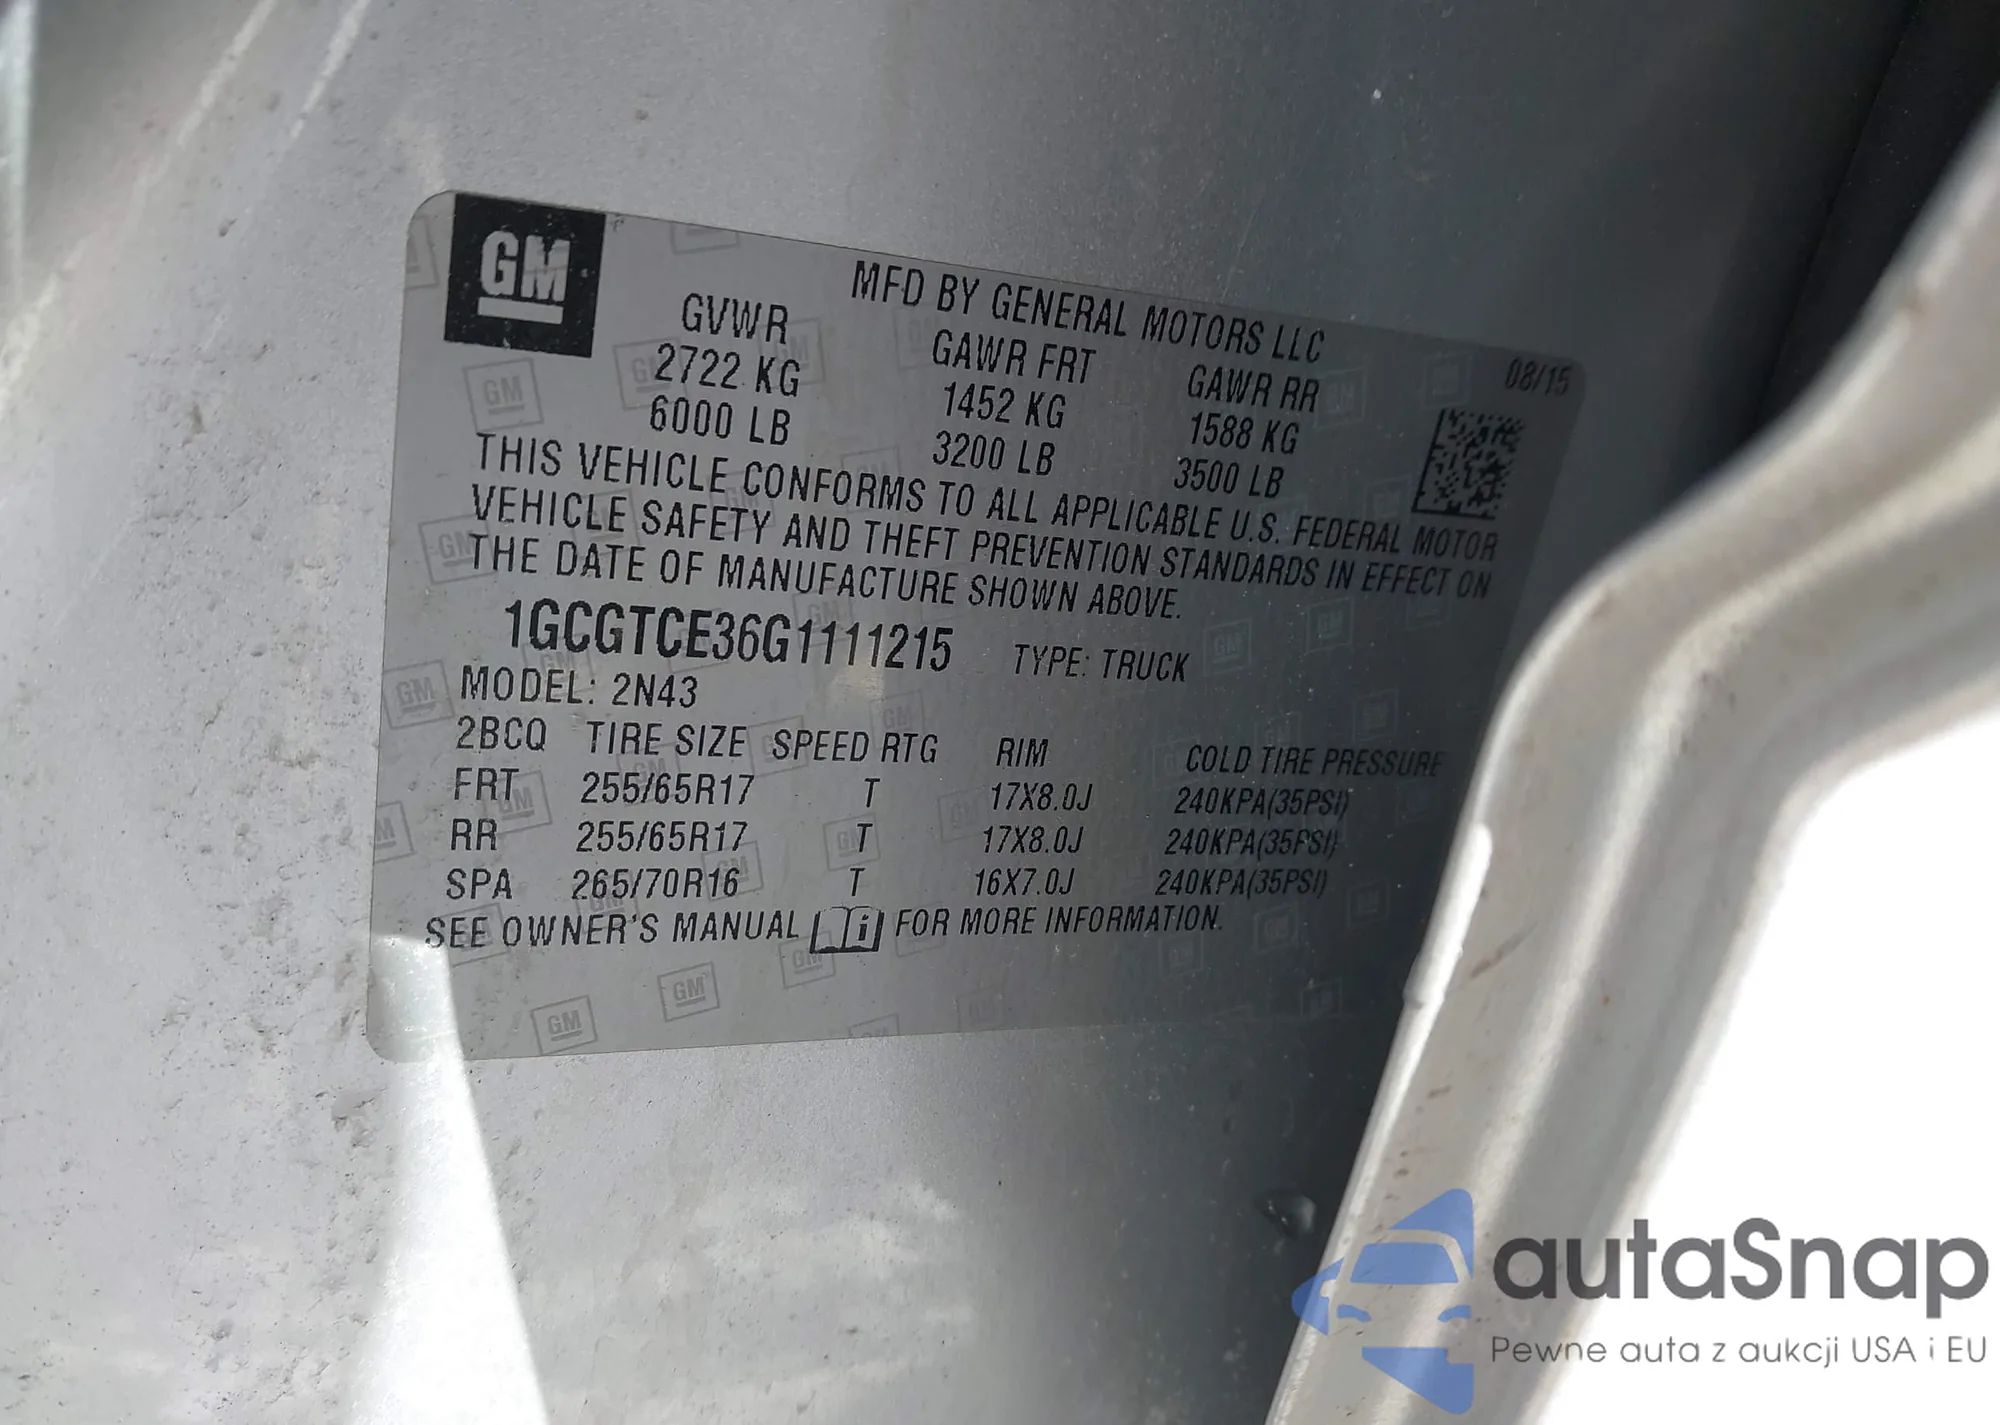 GM
MFD BY GENERAL MOTORS LLC
08/15
GVWR GAWR FRT GAWR RR
2722 KG 1452 KG 1588 KG
6000 LB 3200 LB 3500 LB
THIS VEHICLE CONFORMS TO ALL APPLICABLE U.S. FEDERAL MOTOR
VEHICLE SAFETY AND THEFT PREVENTION STANDARDS IN EFFECT ON
THE DATE OF MANUFACTURE SHOWN ABOVE.
1GCGTCE36G1111215 TYPE: TRUCK
MODEL: 2N43
2BCQ TIRE SIZE SPEED RTG RIM COLD TIRE PRESSURE
FRT 255/65R17 T 17X8.0J 240KPA(35PSI)
RR 255/65R17 T 17X8.0J 240KPA(35PSI)
SPA 265/70R16 T 16X7.0J 240KPA(35PSI)
SEE OWNER'S MANUAL i FOR MORE INFORMATION.
autaSnap
Pewne auta z aukcji USA i EU